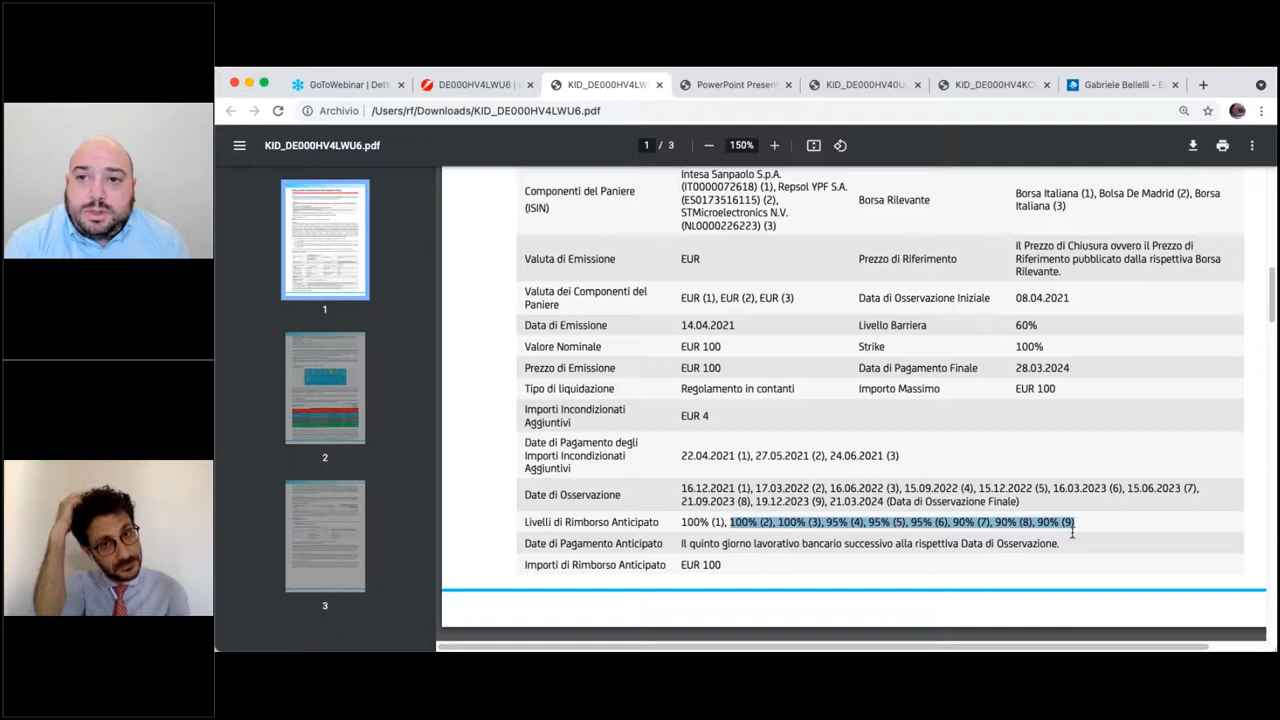 GoToWebinar | Dett
DE000HV4LWU6 |
KID_DE000HV4LW
PowerPoint Present
KID_DE000HV40U
KID_DE000HV4KC
Gabriele Bellelli - E
Archivio | /Users/rf/Downloads/KID_DE000HV4LWU6.pdf
KID_DE000HV4LWU6.pdf
1 / 3
150%
1
2
3
Componenti del Paniere
(ISIN)
Intesa Sanpaolo S.p.A.
(IT0000072618) (1), Repsol YPF S.A.
(ES0173516115) (2),
STMicroelectronics N.V.
(NL0000226223) (3)
Borsa Rilevante
Borsa Italiana (1), Bolsa De Madrid (2), Borsa
Italiana (3)
Valuta di Emissione
EUR
Prezzo di Riferimento
Il Prezzo di Chiusura ovvero il Prezzo di
Riferimento pubblicato dalla rispettiva Borsa
Rilevante.
Valuta dei Componenti del
Paniere
EUR (1), EUR (2), EUR (3)
Data di Osservazione Iniziale
08.04.2021
Data di Emissione
14.04.2021
Livello Barriera
60%
Valore Nominale
EUR 100
Strike
100%
Prezzo di Emissione
EUR 100
Data di Pagamento Finale
28.03.2024
Tipo di liquidazione
Regolamento in contanti
Importo Massimo
EUR 100
Importi Incondizionati
Aggiuntivi
EUR 4
Date di Pagamento degli
Importi Incondizionati
Aggiuntivi
22.04.2021 (1), 27.05.2021 (2), 24.06.2021 (3)
Date di Osservazione
16.12.2021 (1), 17.03.2022 (2), 16.06.2022 (3), 15.09.2022 (4), 15.12.2022 (5), 16.03.2023 (6), 15.06.2023 (7),
21.09.2023 (8), 19.12.2023 (9), 21.03.2024 (Data di Osservazione Finale)
Livelli di Rimborso Anticipato
100% (1), 100% (2), 100% (3), 95% (4), 95% (5), 95% (6), 90% (7), 90% (8), 90% (9)
Date di Pagamento Anticipato
Il quinto giorno lavorativo bancario successivo alla rispettiva Data di Osservazione.
Importi di Rimborso Anticipato
EUR 100